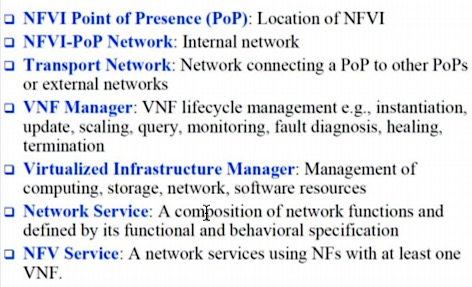 NFVI Point of Presence (PoP): Location of NFVI
NFVI-PoP Network: Internal network
Transport Network: Network connecting a PoP to other PoPs
or external networks
VNF Manager: VNF lifecycle management e.g., instantiation,
update, scaling, query, monitoring, fault diagnosis, healing,
termination
Virtualized Infrastructure Manager: Management of
computing, storage, network, software resources
Network Service: A composition of network functions and
defined by its functional and behavioral specification
NFV Service: A network services using NFs with at least one
VNF.